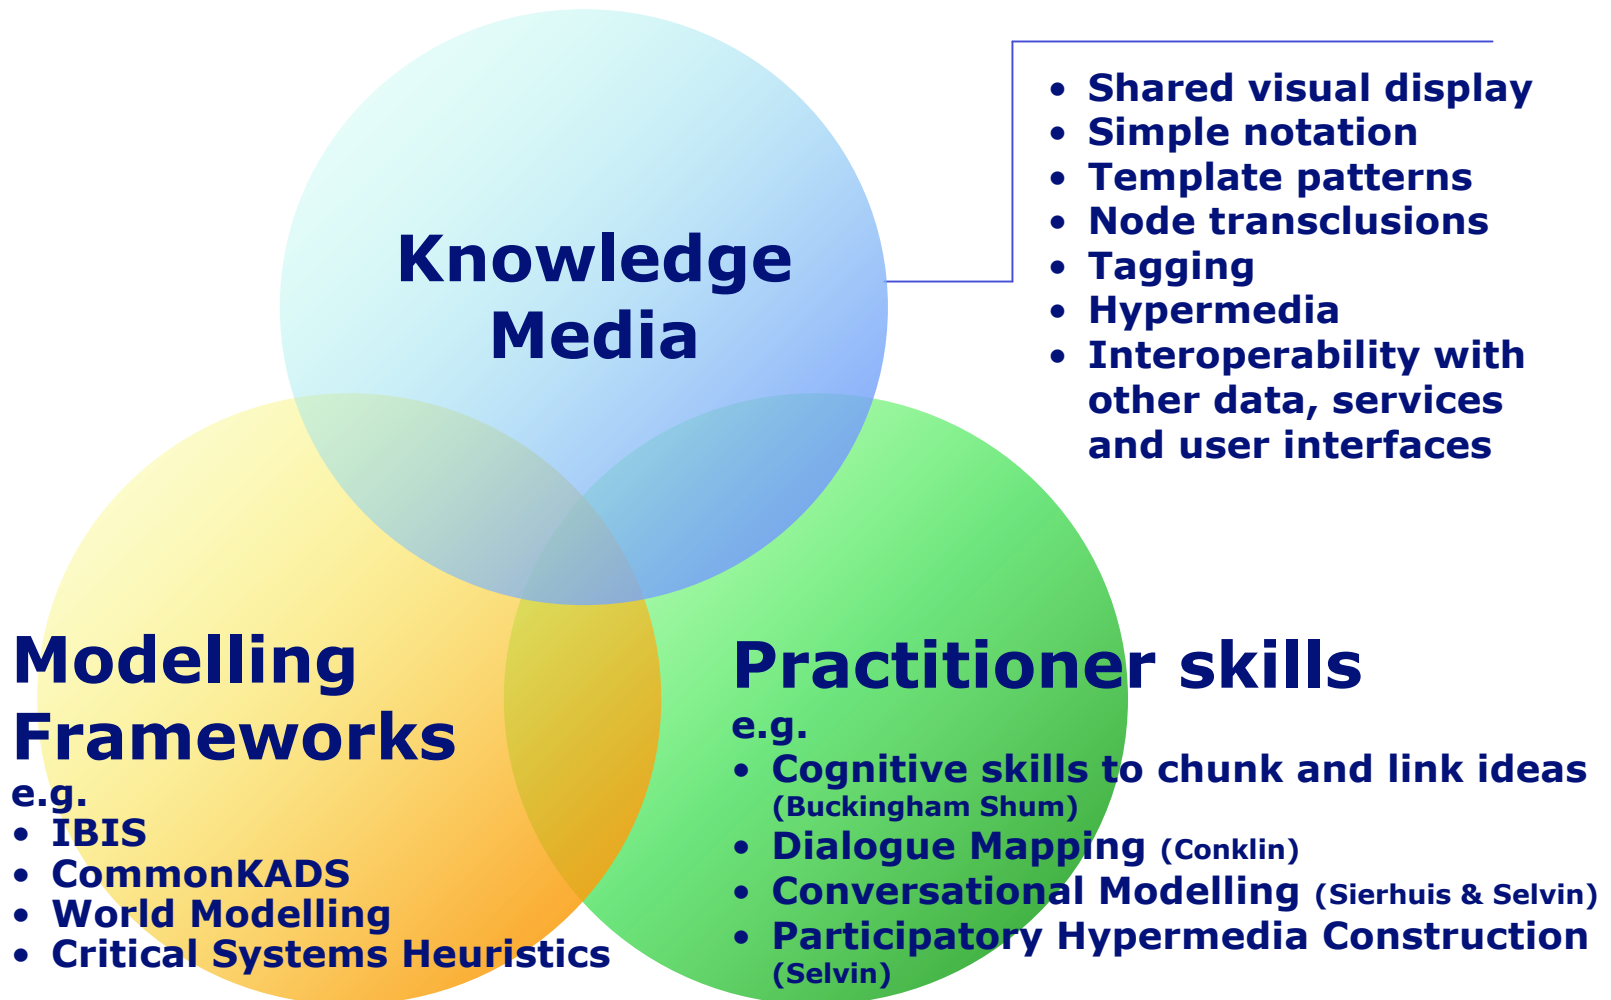 Knowledge
Media
• Shared visual display
• Simple notation
• Template patterns
• Node transclusions
• Tagging
• Hypermedia
• Interoperability with
other data, services
and user interfaces
Modelling
Frameworks
e.g.
• IBIS
• CommonKADS
• World Modelling
• Critical Systems Heuristics
Practitioner skills
e.g.
• Cognitive skills to chunk and link ideas
(Buckingham Shum)
• Dialogue Mapping (Conklin)
• Conversational Modelling (Sierhuis & Selvin)
• Participatory Hypermedia Construction
(Selvin)